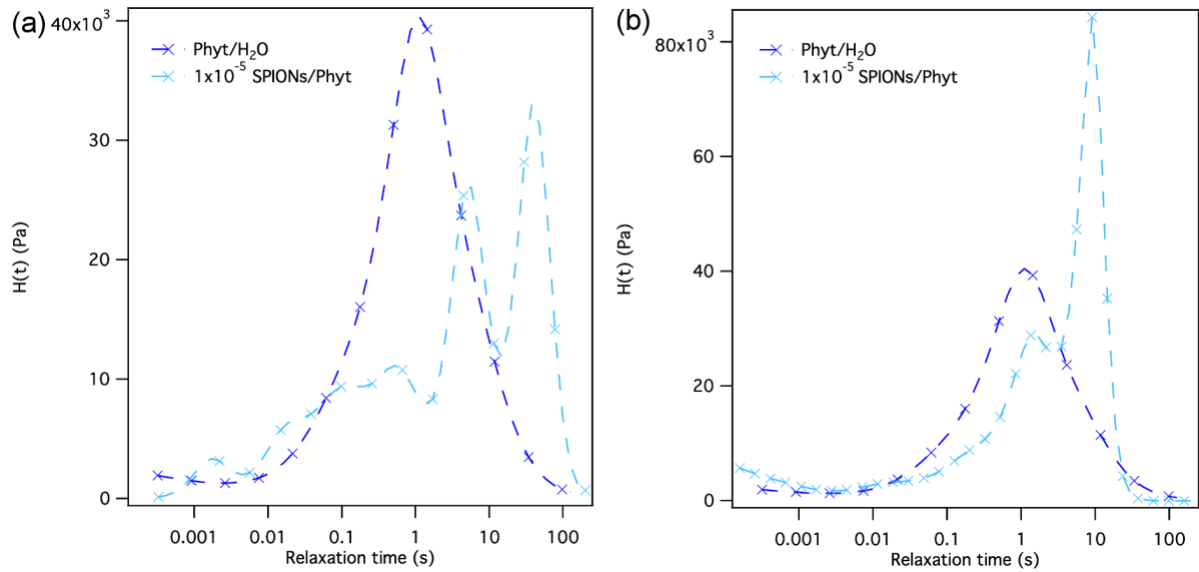 (a)
40x10³
30
20
10
0
H(t) (Pa)
Phyt/H₂O
1x10⁻⁵ SPIONs/Phyt
0.001 0.01 0.1 1 10 100
Relaxation time (s)
(b)
80x10³
60
40
20
0
H(t) (Pa)
Phyt/H₂O
1x10⁻⁵ SPIONs/Phyt
0.001 0.01 0.1 1 10 100
Relaxation time (s)